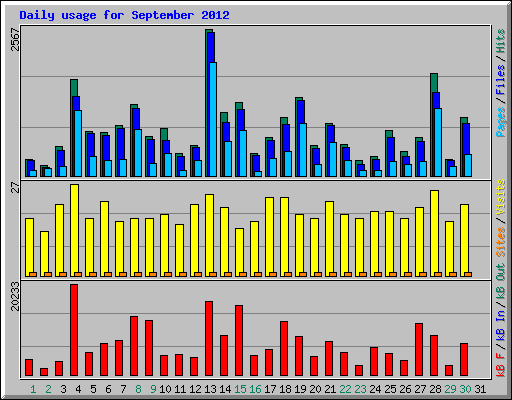 Daily usage for September 2012
2567
Pages / Files / Hits
27
Sites / Visits
20233
kB F / kB In / kB Out
1 2 3 4 5 6 7 8 9 10 11 12 13 14 15 16 17 18 19 20 21 22 23 24 25 26 27 28 29 30 31